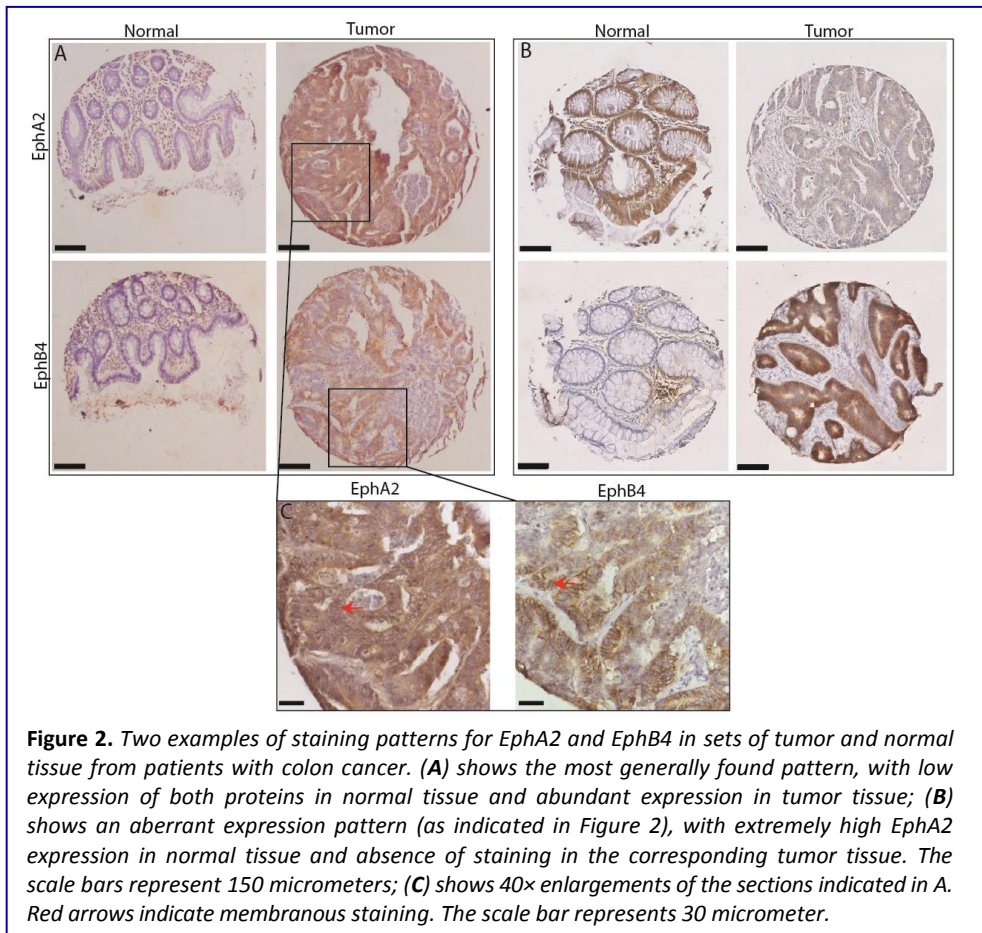 Normal Tumor Normal Tumor
A B
EphA2
EphB4
EphA2 EphB4
C
Figure 2. Two examples of staining patterns for EphA2 and EphB4 in sets of tumor and normal
tissue from patients with colon cancer. (A) shows the most generally found pattern, with low
expression of both proteins in normal tissue and abundant expression in tumor tissue; (B)
shows an aberrant expression pattern (as indicated in Figure 2), with extremely high EphA2
expression in normal tissue and absence of staining in the corresponding tumor tissue. The
scale bars represent 150 micrometers; (C) shows 40× enlargements of the sections indicated in A.
Red arrows indicate membranous staining. The scale bar represents 30 micrometer.